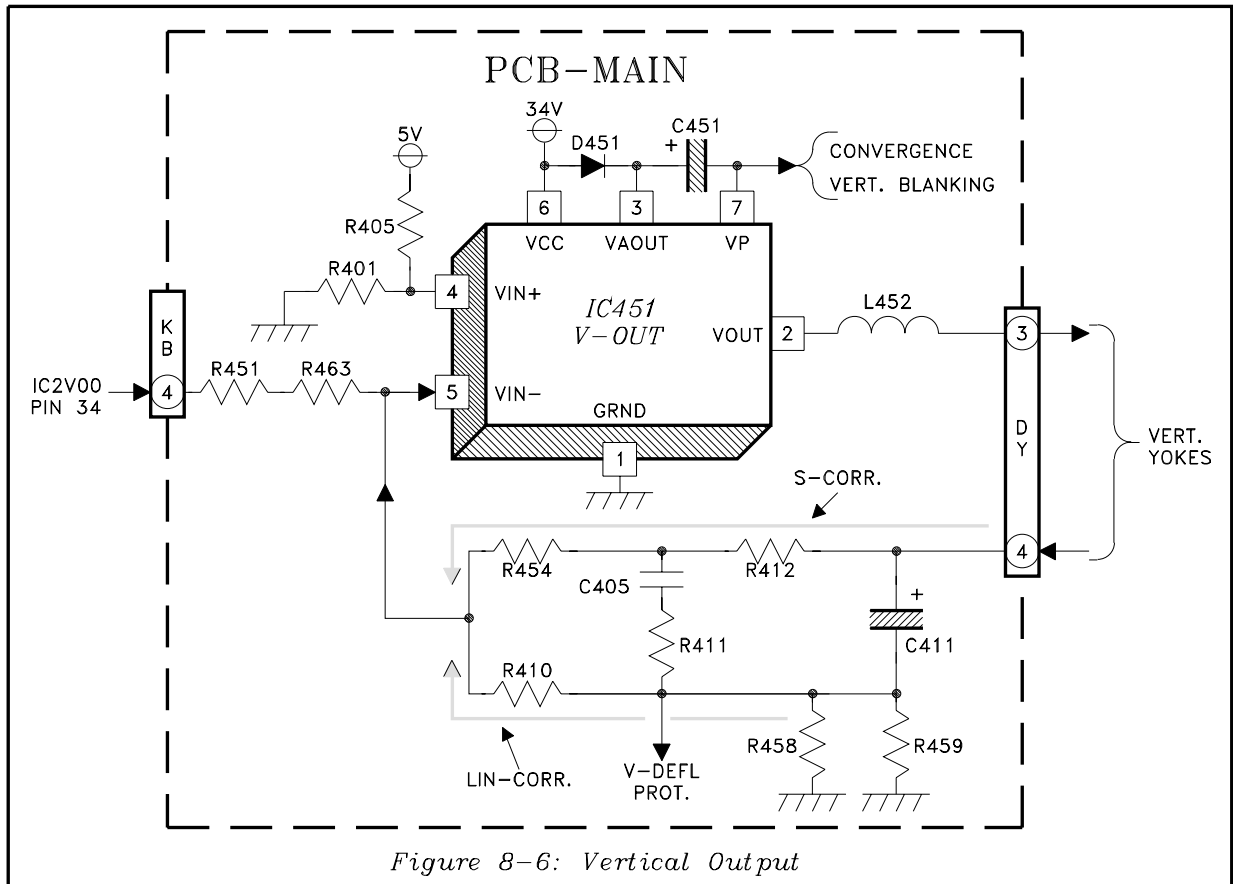 PCB-MAIN
34V
5V
D451
+
C451
CONVERGENCE
VERT. BLANKING
R405
6
3
7
VCC
VAOUT
VP
R401
4
VIN+
IC451
V-OUT
VOUT
2
L452
3
KB
IC2V00
PIN 34
4
R451
R463
5
VIN-
GRND
1
DY
VERT.
YOKES
S-CORR.
4
R454
R412
C405
+
R411
C411
R410
R458
R459
LIN-CORR.
V-DEFL
PROT.
Figure 8-6: Vertical Output